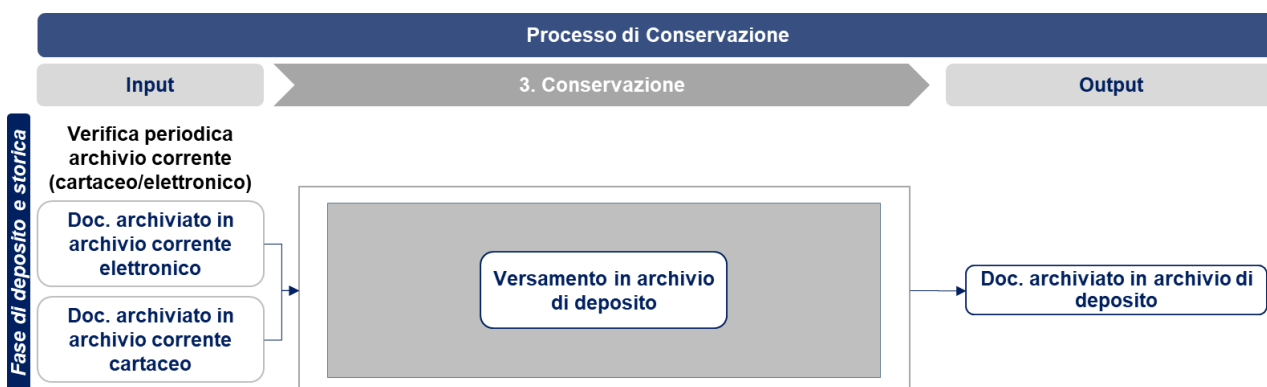 Processo di Conservazione
Input
3. Conservazione
Output
Fase di deposito e storica
Verifica periodica
archivio corrente
(cartaceo/elettronico)
Doc. archiviato in
archivio corrente
elettronico
Doc. archiviato in
archivio corrente
cartaceo
Versamento in archivio
di deposito
Doc. archiviato in archivio di
deposito